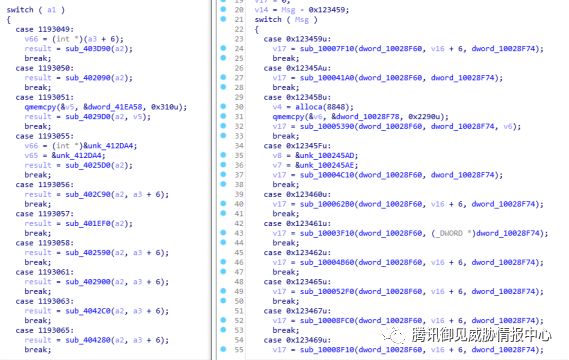 switch ( a1 )
{
case 1193049:
v66 = (int *)(a3 + 6);
result = sub_403D90(a2);
break;
case 1193050:
result = sub_402090(a2);
break;
case 1193051:
qmemcpy(&v5, &dword_41EA58, 0x310u);
result = sub_4029D0(a2, v5);
break;
case 1193055:
v66 = (int *)&unk_412DA4;
v65 = &unk_412DA4;
result = sub_4025D0(a2);
break;
case 1193056:
result = sub_402C90(a2, a3 + 6);
break;
case 1193057:
result = sub_401EF0(a2);
break;
case 1193058:
result = sub_402590(a2, a3 + 6);
break;
case 1193061:
result = sub_402900(a2, a3 + 6);
break;
case 1193063:
result = sub_4042C0(a2, a3 + 6);
break;
case 1193065:
result = sub_404280(a2, a3 + 6);
break;
20 v14 = Msg - 0x123459;
21 switch ( Msg )
22 {
23 case 0x123459u:
24 v17 = sub_10007F10(dword_10028F60, v16 + 6, dword_10028F74);
25 break;
26 case 0x12345Au:
27 v17 = sub_100041A0(dword_10028F60, dword_10028F74);
28 break;
29 case 0x12345Bu:
30 v4 = alloca(8848);
31 qmemcpy(&v6, &dword_10028F78, 0x2290u);
32 v17 = sub_10005390(dword_10028F60, dword_10028F74, v6);
33 break;
34 case 0x12345Fu:
35 v8 = &unk_100245AD;
36 v7 = &unk_100245AE;
37 v17 = sub_10004C10(dword_10028F60, dword_10028F74);
38 break;
39 case 0x123460u:
40 v17 = sub_100062B0(dword_10028F60, v16 + 6, dword_10028F74);
41 break;
42 case 0x123461u:
43 v17 = sub_10003F10(dword_10028F60, (_DWORD *)dword_10028F74);
44 break;
45 case 0x123462u:
46 v17 = sub_10004B60(dword_10028F60, v16 + 6, dword_10028F74);
47 break;
48 case 0x123465u:
49 v17 = sub_100052F0(dword_10028F60, v16 + 6, dword_10028F74);
50 break;
51 case 0x123467u:
52 v17 = sub_10008FC0(dword_10028F60, v16 + 6, dword_10028F74);
53 break;
54 case 0x123469u:
55 v17 = sub_10008F10(dword_10028F60, v16 + 6, dword_10028F74);
腾讯御见威胁情报中心